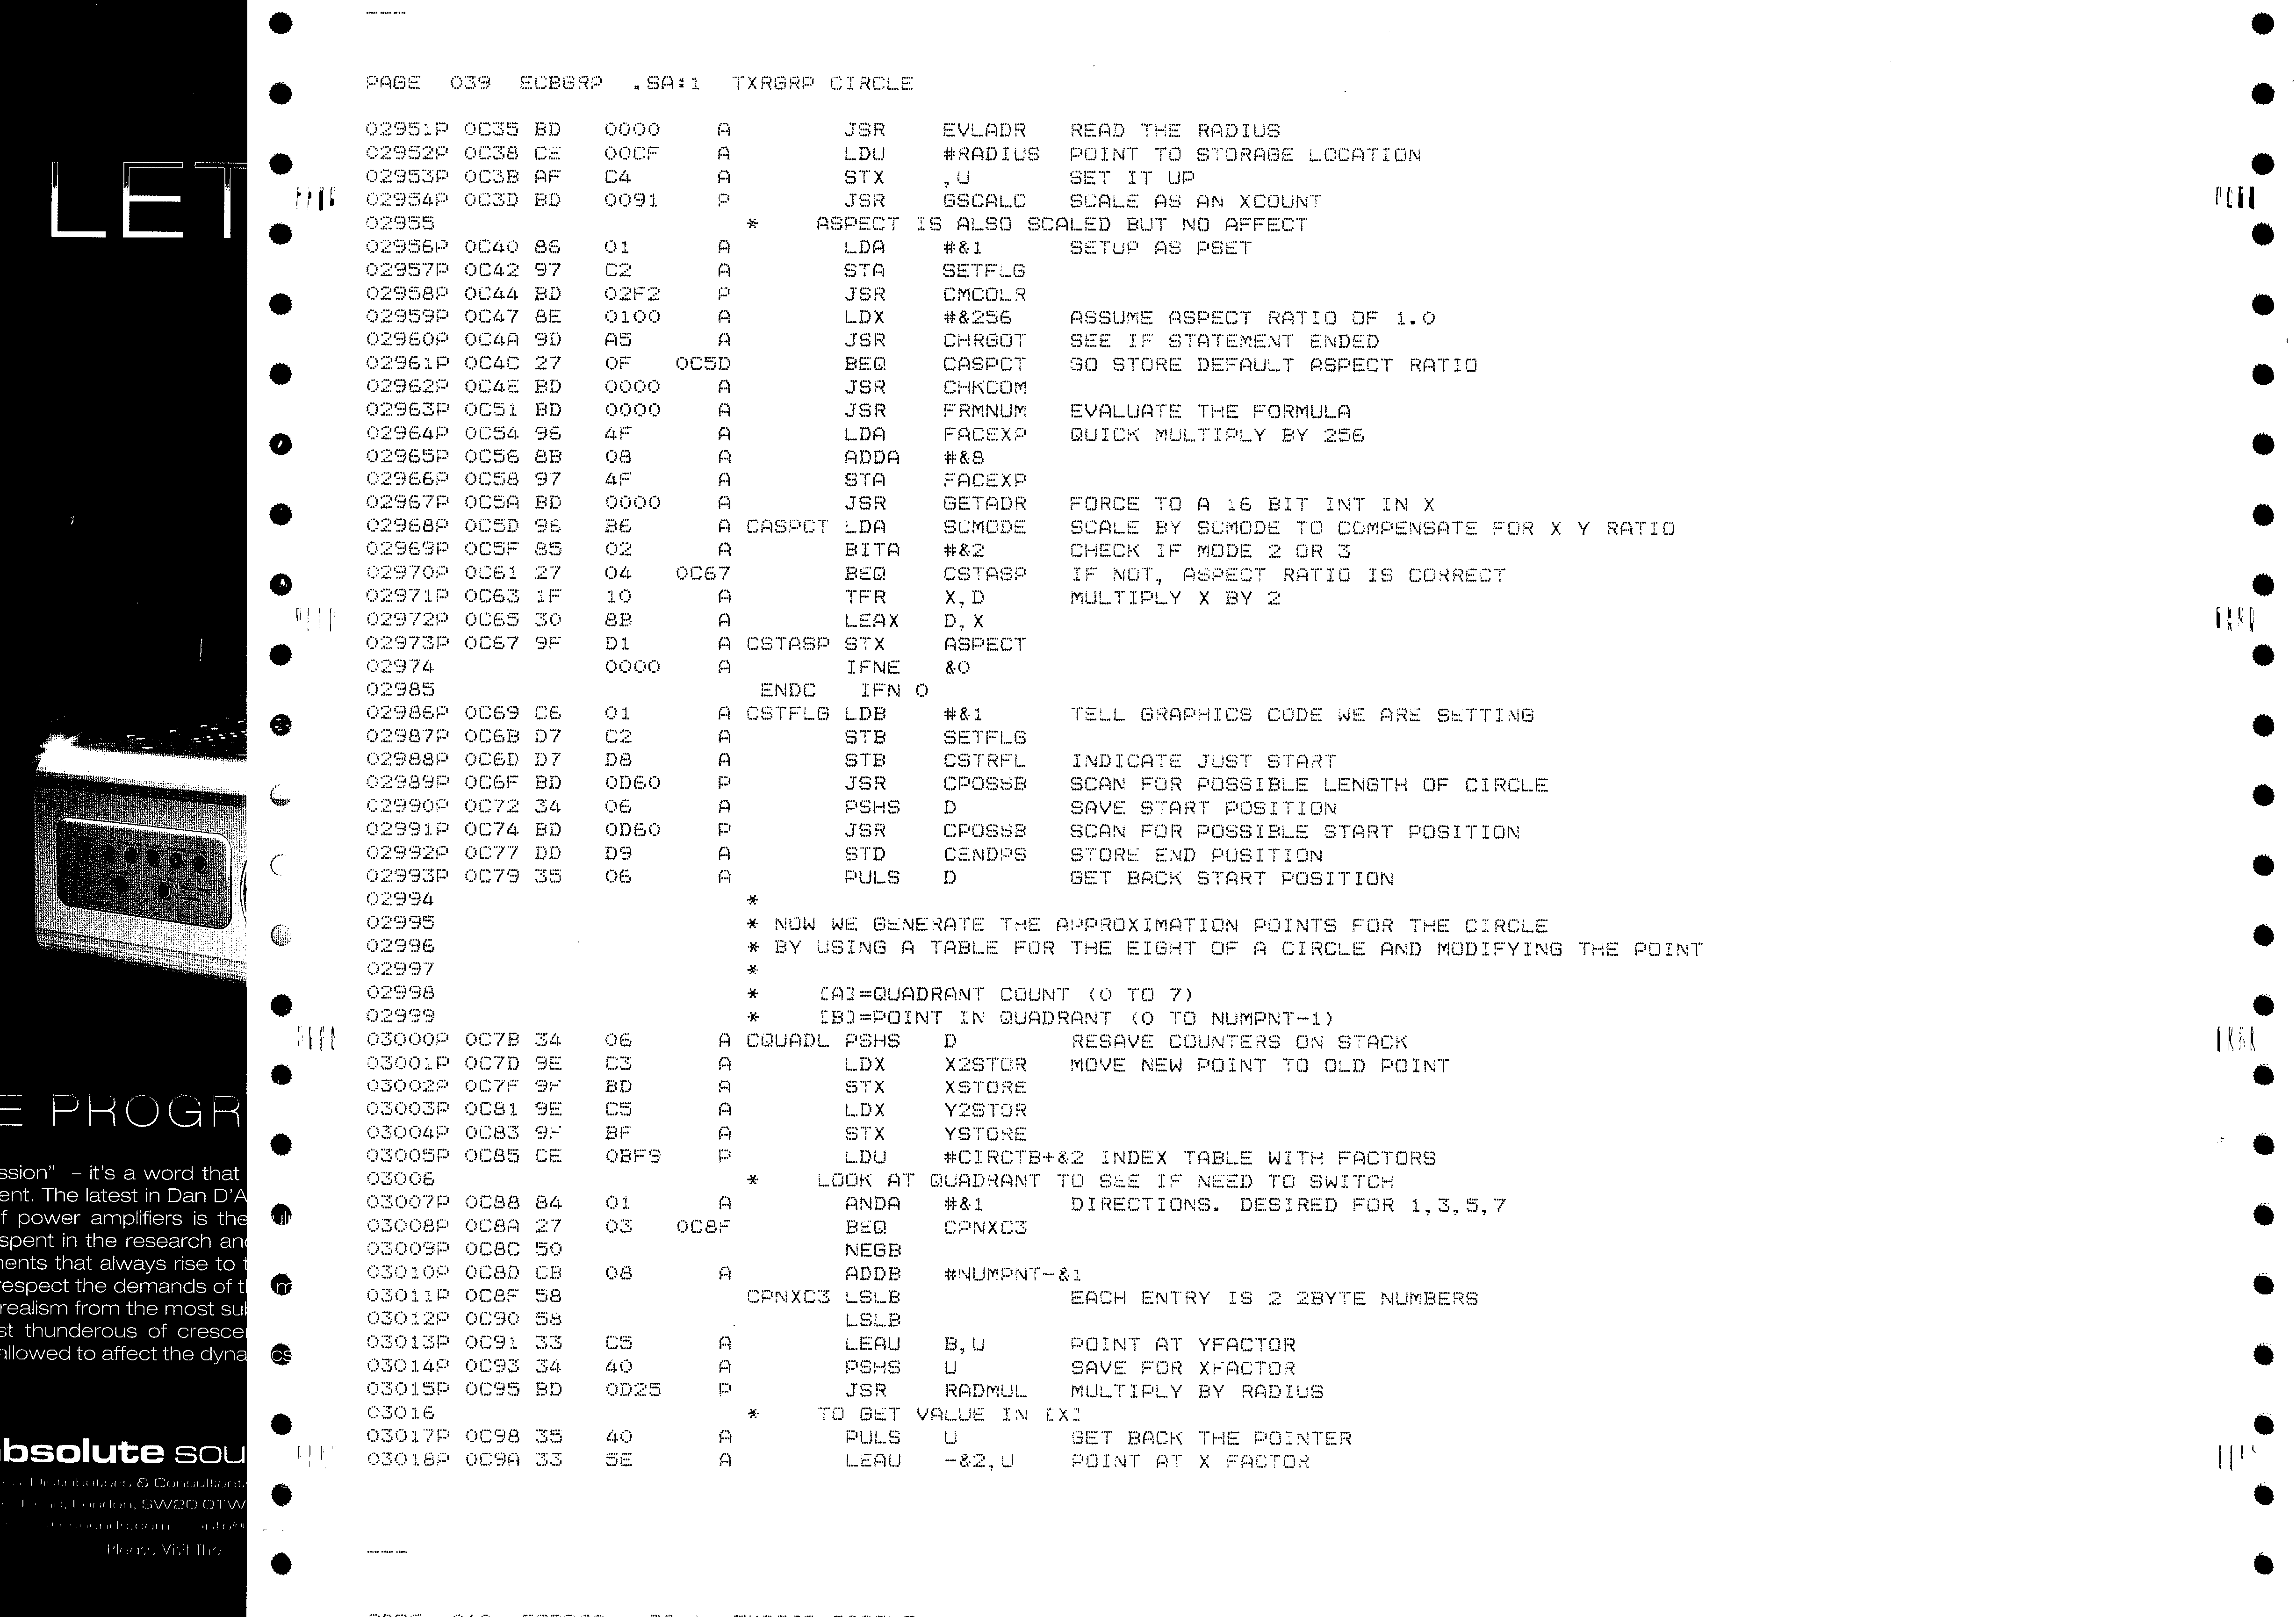 LET
E PROGR
ssion" – it's a word that
ent. The latest in Dan D'A
f power amplifiers is the
spent in the research and
nents that always rise to t
respect the demands of t
realism from the most su
st thunderous of cresce
allowed to affect the dyna
absolute sou
& Consultant
London, SW20 0TW
Please Visit The
PAGE 039 ECBGRP .SA:1 TXRGRP CIRCLE
02951P 0C35 BD 0000 A JSR EVLADR READ THE RADIUS
02952P 0C38 CE 00CF A LDU #RADIUS POINT TO STORAGE LOCATION
02953P 0C3B AF C4 A STX ,U SET IT UP
02954P 0C3D BD 0091 P JSR GSCALC SCALE AS AN XCOUNT
02955 * ASPECT IS ALSO SCALED BUT NO AFFECT
02956P 0C40 86 01 A LDA #&1 SETUP AS PSET
02957P 0C42 97 C2 A STA SETFLG
02958P 0C44 BD 02F2 P JSR CMCOLR
02959P 0C47 8E 0100 A LDX #&256 ASSUME ASPECT RATIO OF 1.0
02960P 0C4A 9D A5 A JSR CHRGOT SEE IF STATEMENT ENDED
02961P 0C4C 27 0F 0C5D BEQ CASPCT GO STORE DEFAULT ASPECT RATIO
02962P 0C4E BD 0000 A JSR CHKCOM
02963P 0C51 BD 0000 A JSR FRMNUM EVALUATE THE FORMULA
02964P 0C54 96 4F A LDA FACEXP QUICK MULTIPLY BY 256
02965P 0C56 8B 08 A ADDA #&8
02966P 0C58 97 4F A STA FACEXP
02967P 0C5A BD 0000 A JSR GETADR FORCE TO A 16 BIT INT IN X
02968P 0C5D 96 B6 A CASPCT LDA SCMODE SCALE BY SCMODE TO COMPENSATE FOR X Y RATIO
02969P 0C5F 85 02 A BITA #&2 CHECK IF MODE 2 OR 3
02970P 0C61 27 04 0C67 BEQ CSTASP IF NOT, ASPECT RATIO IS CORRECT
02971P 0C63 1F 10 A TFR X,D MULTIPLY X BY 2
02972P 0C65 30 8B A LEAX D,X
02973P 0C67 9F D1 A CSTASP STX ASPECT
02974 0000 A IFNE &0
02985 ENDC IFN 0
02986P 0C69 C6 01 A CSTFLG LDB #&1 TELL GRAPHICS CODE WE ARE SETTING
02987P 0C6B D7 C2 A STB SETFLG
02988P 0C6D D7 D8 A STB CSTRFL INDICATE JUST START
02989P 0C6F BD 0D60 P JSR CPOSSB SCAN FOR POSSIBLE LENGTH OF CIRCLE
02990P 0C72 34 06 A PSHS D SAVE START POSITION
02991P 0C74 BD 0D60 P JSR CPOSSB SCAN FOR POSSIBLE START POSITION
02992P 0C77 DD D9 A STD CENDPS STORE END POSITION
02993P 0C79 35 06 A PULS D GET BACK START POSITION
02994 *
02995 * NOW WE GENERATE THE APPROXIMATION POINTS FOR THE CIRCLE
02996 * BY USING A TABLE FOR THE EIGHT OF A CIRCLE AND MODIFYING THE POINT
02997 *
02998 * [A]=QUADRANT COUNT (0 TO 7)
02999 * [B]=POINT IN QUADRANT (0 TO NUMPNT-1)
03000P 0C7B 34 06 A CQUADL PSHS D RESAVE COUNTERS ON STACK
03001P 0C7D 9E C3 A LDX X2STOR MOVE NEW POINT TO OLD POINT
03002P 0C7F 9F BD A STX XSTORE
03003P 0C81 9E C5 A LDX Y2STOR
03004P 0C83 9F BF A STX YSTORE
03005P 0C85 CE 0BF9 P LDU #CIRCTB+&2 INDEX TABLE WITH FACTORS
03006 * LOOK AT QUADRANT TO SEE IF NEED TO SWITCH
03007P 0C88 84 01 A ANDA #&1 DIRECTIONS. DESIRED FOR 1,3,5,7
03008P 0C8A 27 03 0C8F BEQ CPNXC3
03009P 0C8C 50 NEGB
03010P 0C8D CB 08 A ADDB #NUMPNT-&1
03011P 0C8F 58 CPNXC3 LSLB EACH ENTRY IS 2 2BYTE NUMBERS
03012P 0C90 58 LSLB
03013P 0C91 33 C5 A LEAU B,U POINT AT YFACTOR
03014P 0C93 34 40 A PSHS U SAVE FOR XFACTOR
03015P 0C95 BD 0D25 P JSR RADMUL MULTIPLY BY RADIUS
03016 * TO GET VALUE IN [X]
03017P 0C98 35 40 A PULS U GET BACK THE POINTER
03018P 0C9A 33 5E A LEAU -&2,U POINT AT X FACTOR